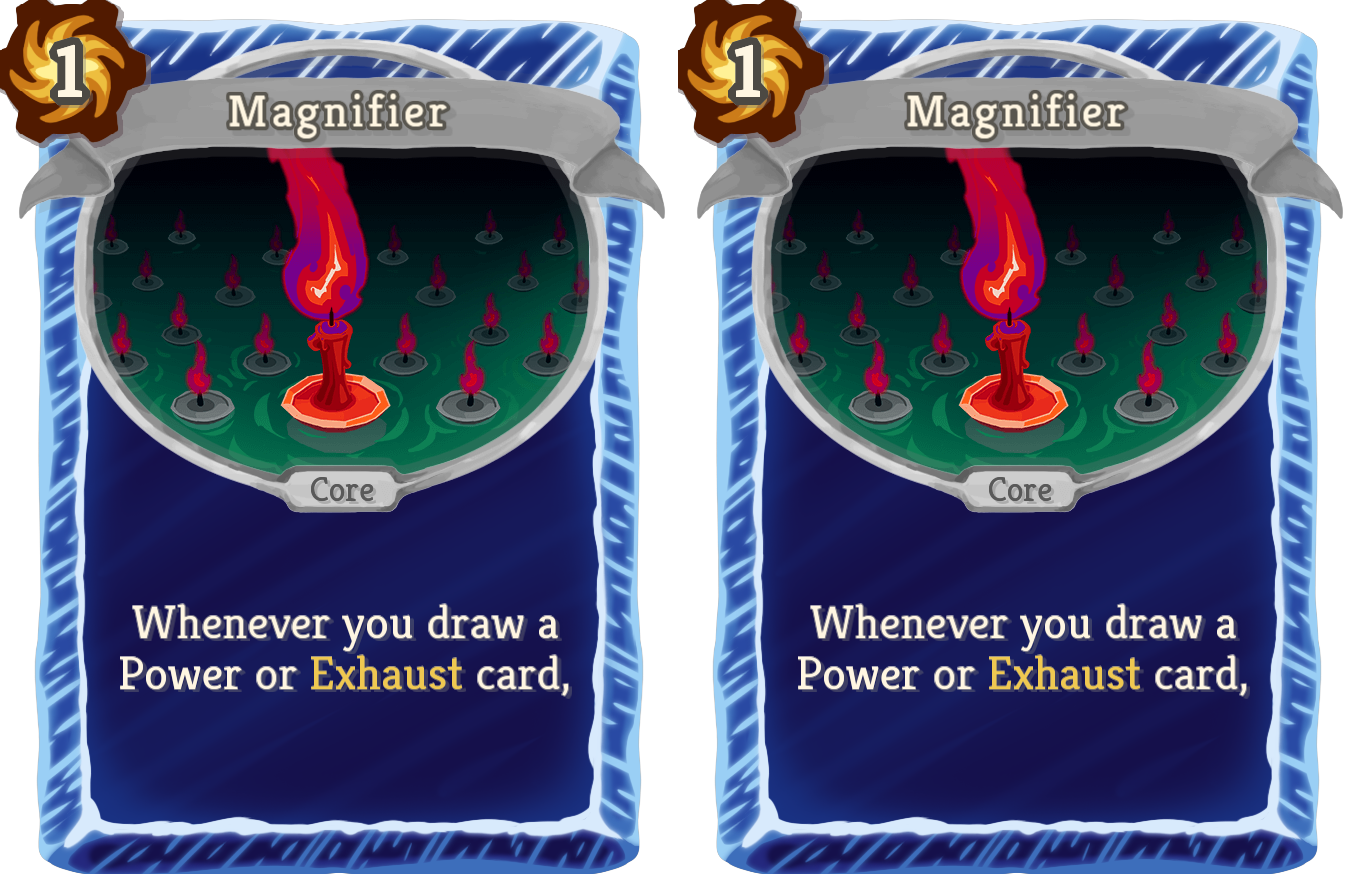 1
Magnifier
Core
Whenever you draw a
Power or Exhaust card,
1
Magnifier
Core
Whenever you draw a
Power or Exhaust card,